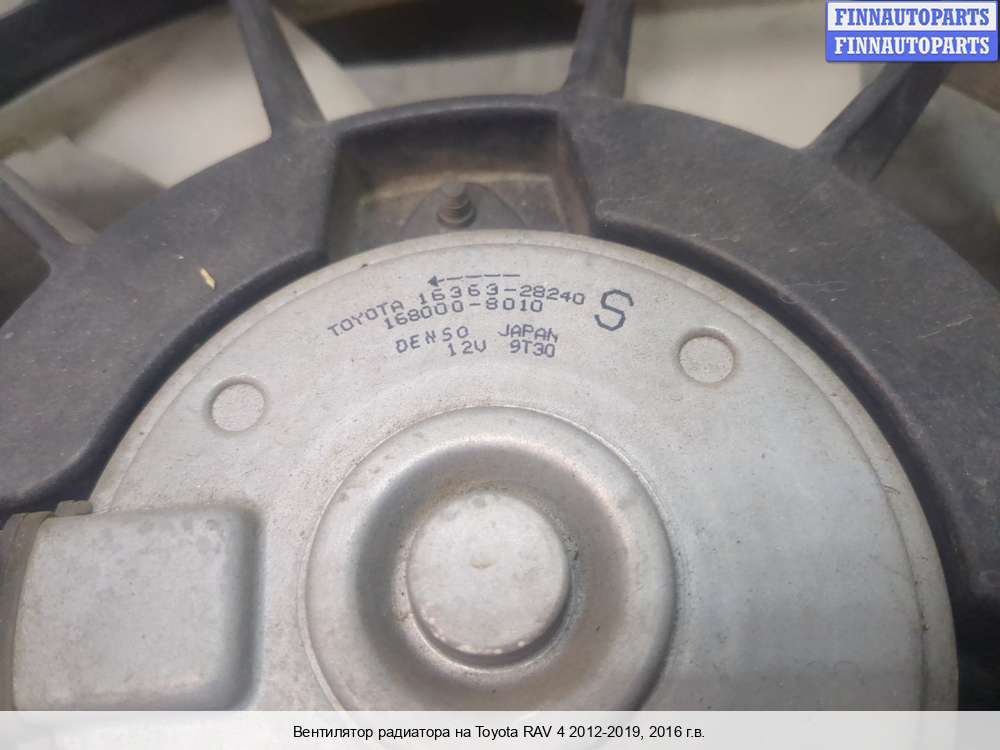 FINNAUTOPARTS
FINNAUTOPARTS
TOYOTA 16363-28240 S
168000-8010
DENSO JAPAN
12V 9T30
Вентилятор радиатора на Toyota RAV 4 2012-2019, 2016 г.в.